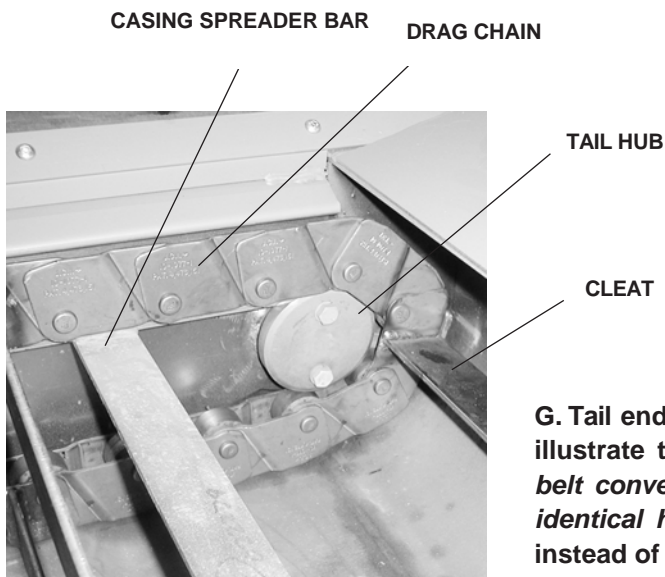 CASING SPREADER BAR
DRAG CHAIN
TAIL HUB
CLEAT
G. Tail end
illustrate t
belt conve
identical h
instead of